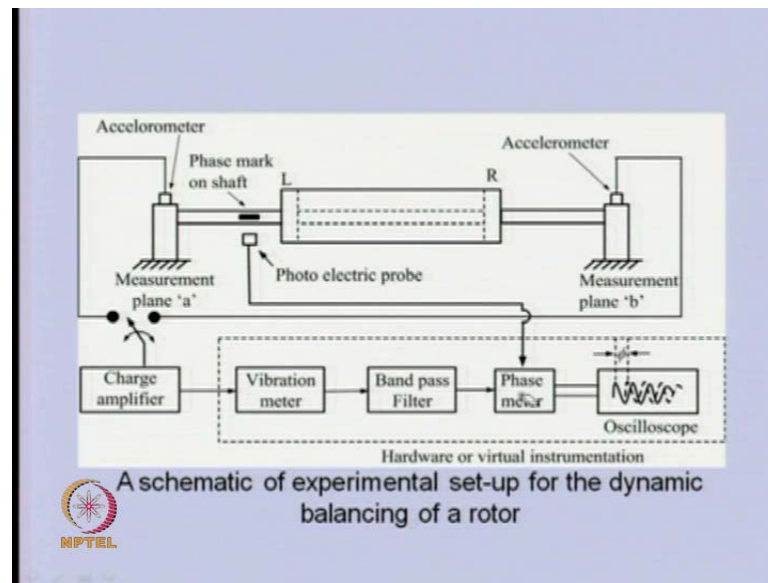 Accelorometer
Phase mark
on shaft
L
R
Accelerometer
Photo electric probe
Measurement
plane 'a'
Measurement
plane 'b'
Charge
amplifier
Vibration
meter
Band pass
Filter
Phase
meter
ϕ
Oscilloscope
Hardware or virtual instrumentation
A schematic of experimental set-up for the dynamic
balancing of a rotor
NPTEL